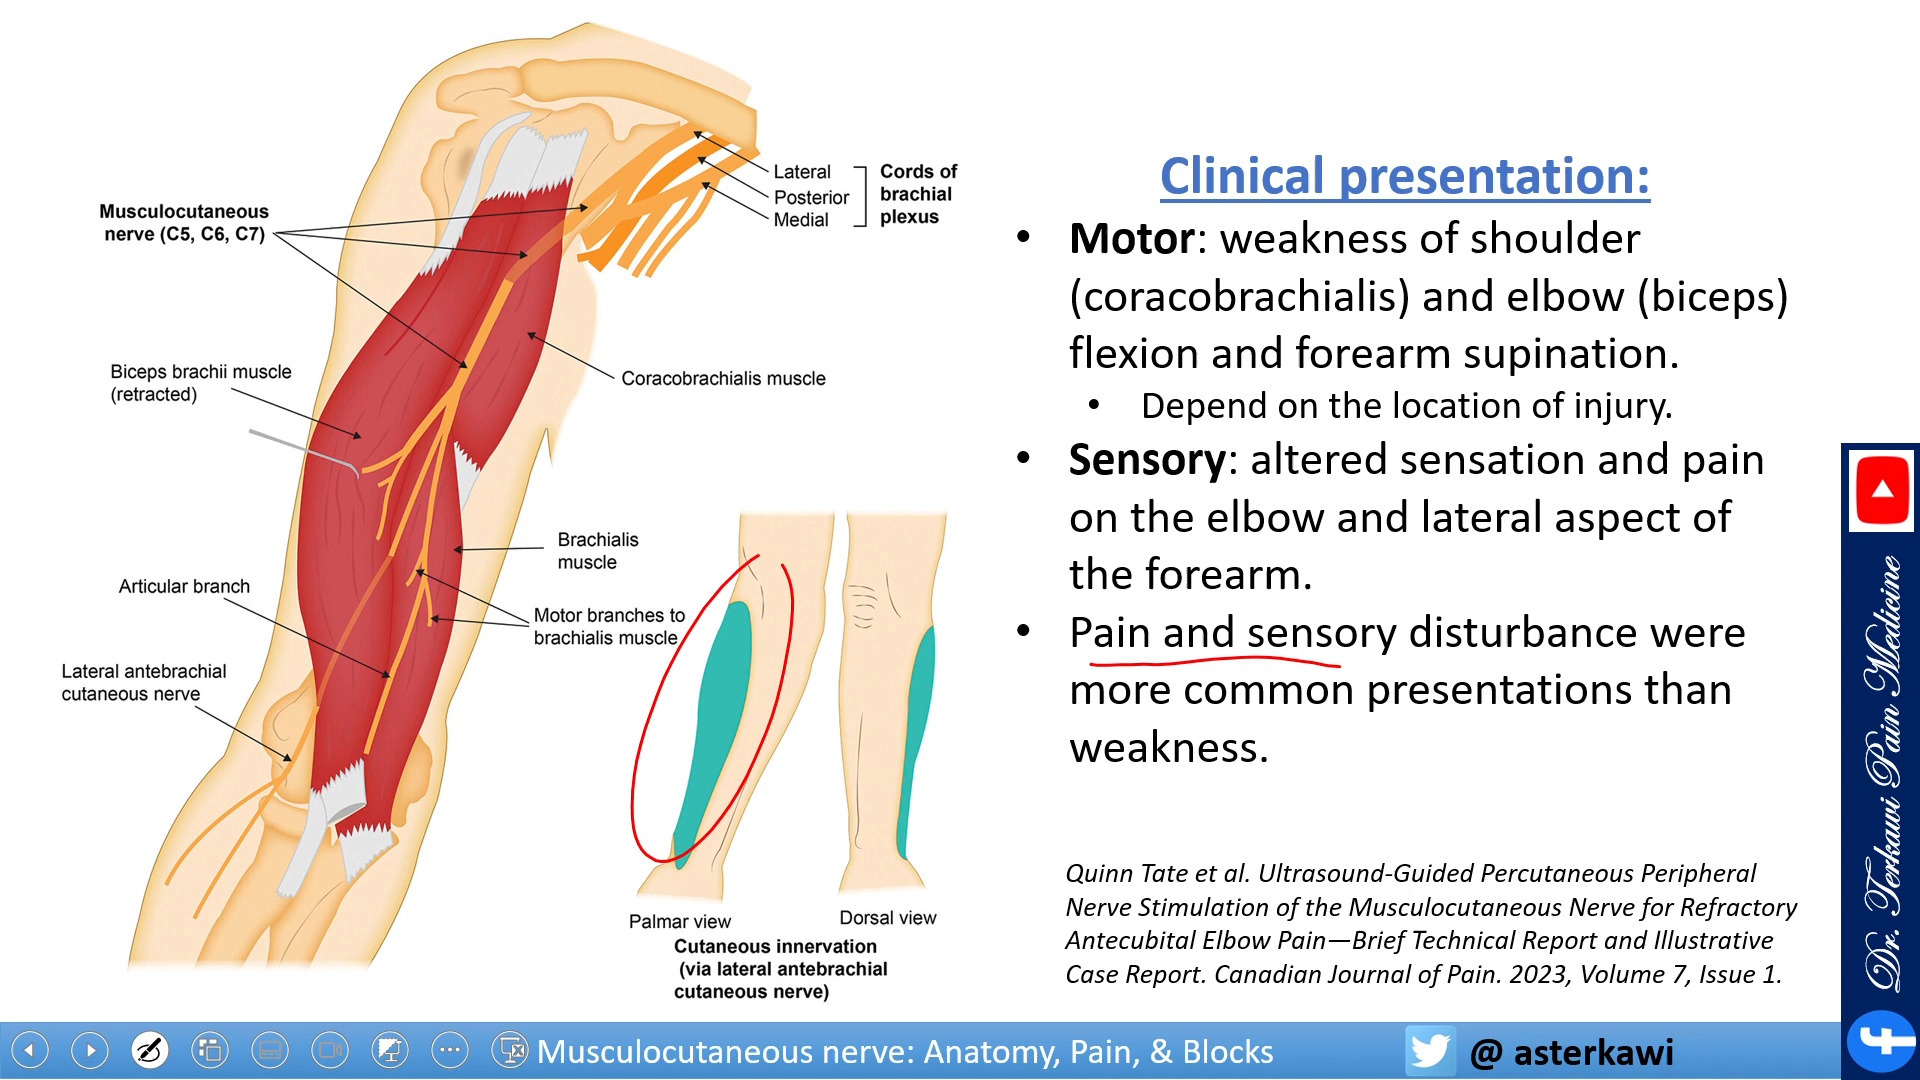 Lateral
Posterior
Medial
Cords of
brachial
plexus
Musculocutaneous
nerve (C5, C6, C7)
Biceps brachii muscle
(retracted)
Coracobrachialis muscle
Brachialis
muscle
Articular branch
Motor branches to
brachialis muscle
Lateral antebrachial
cutaneous nerve
Palmar view
Dorsal view
Cutaneous innervation
(via lateral antebrachial
cutaneous nerve)
Clinical presentation:
• Motor: weakness of shoulder
(coracobrachialis) and elbow (biceps)
flexion and forearm supination.
• Depend on the location of injury.
• Sensory: altered sensation and pain
on the elbow and lateral aspect of
the forearm.
• Pain and sensory disturbance were
more common presentations than
weakness.
Quinn Tate et al. Ultrasound-Guided Percutaneous Peripheral
Nerve Stimulation of the Musculocutaneous Nerve for Refractory
Antecubital Elbow Pain—Brief Technical Report and Illustrative
Case Report. Canadian Journal of Pain. 2023, Volume 7, Issue 1.
Dr. Terkawi Pain Medicine
Musculocutaneous nerve: Anatomy, Pain, & Blocks
@ asterkawi